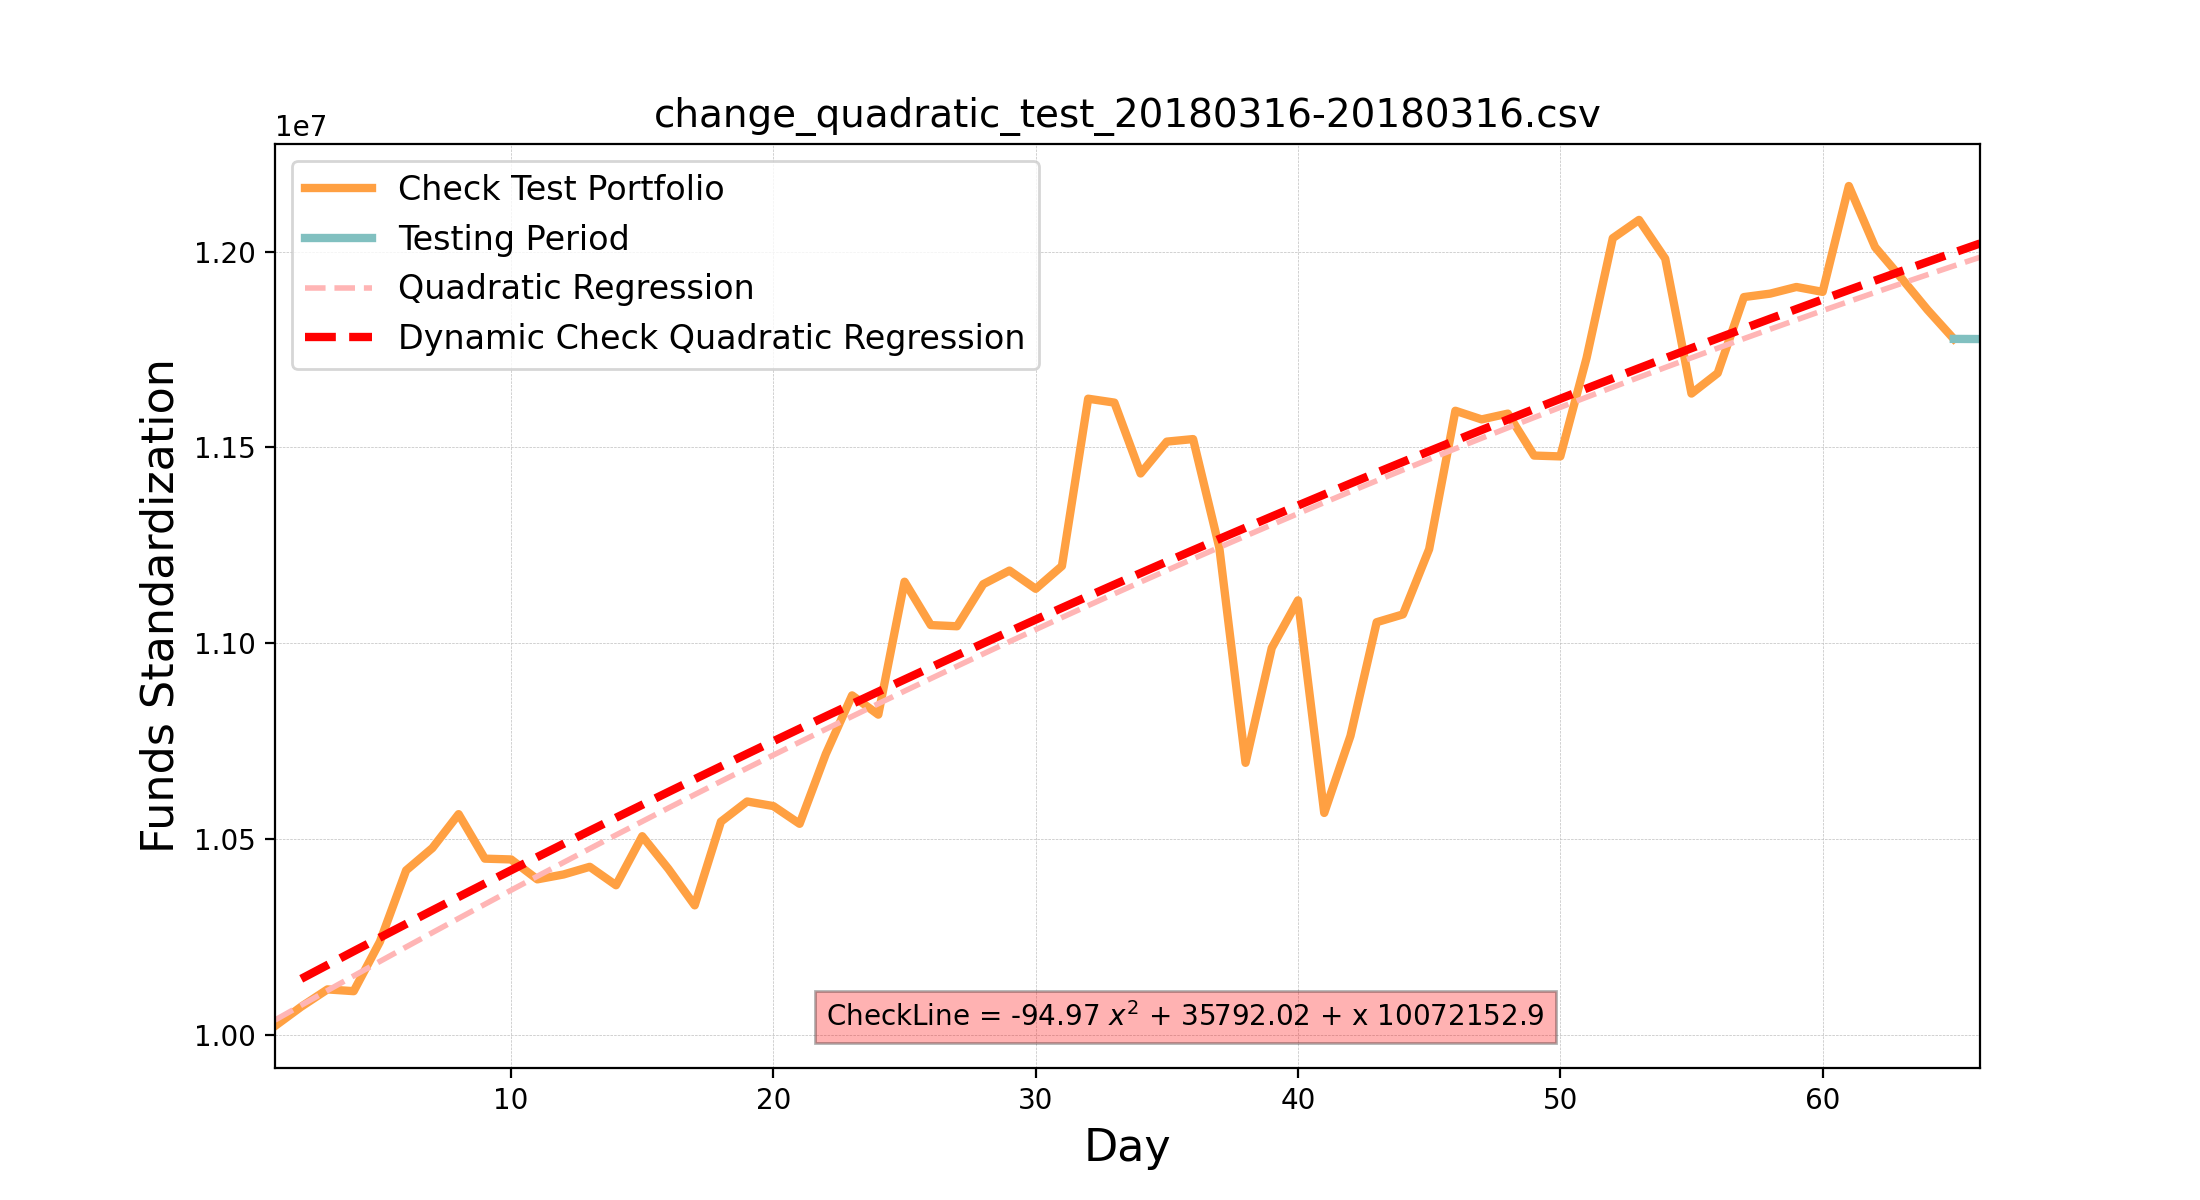 change_quadratic_test_20180316-20180316.csv
1e7
Check Test Portfolio
Testing Period
Quadratic Regression
Dynamic Check Quadratic Regression
1.20
1.15
1.10
1.05
1.00
Funds Standardization
CheckLine = -94.97 x² + 35792.02 + x 10072152.9
10 20 30 40 50 60
Day